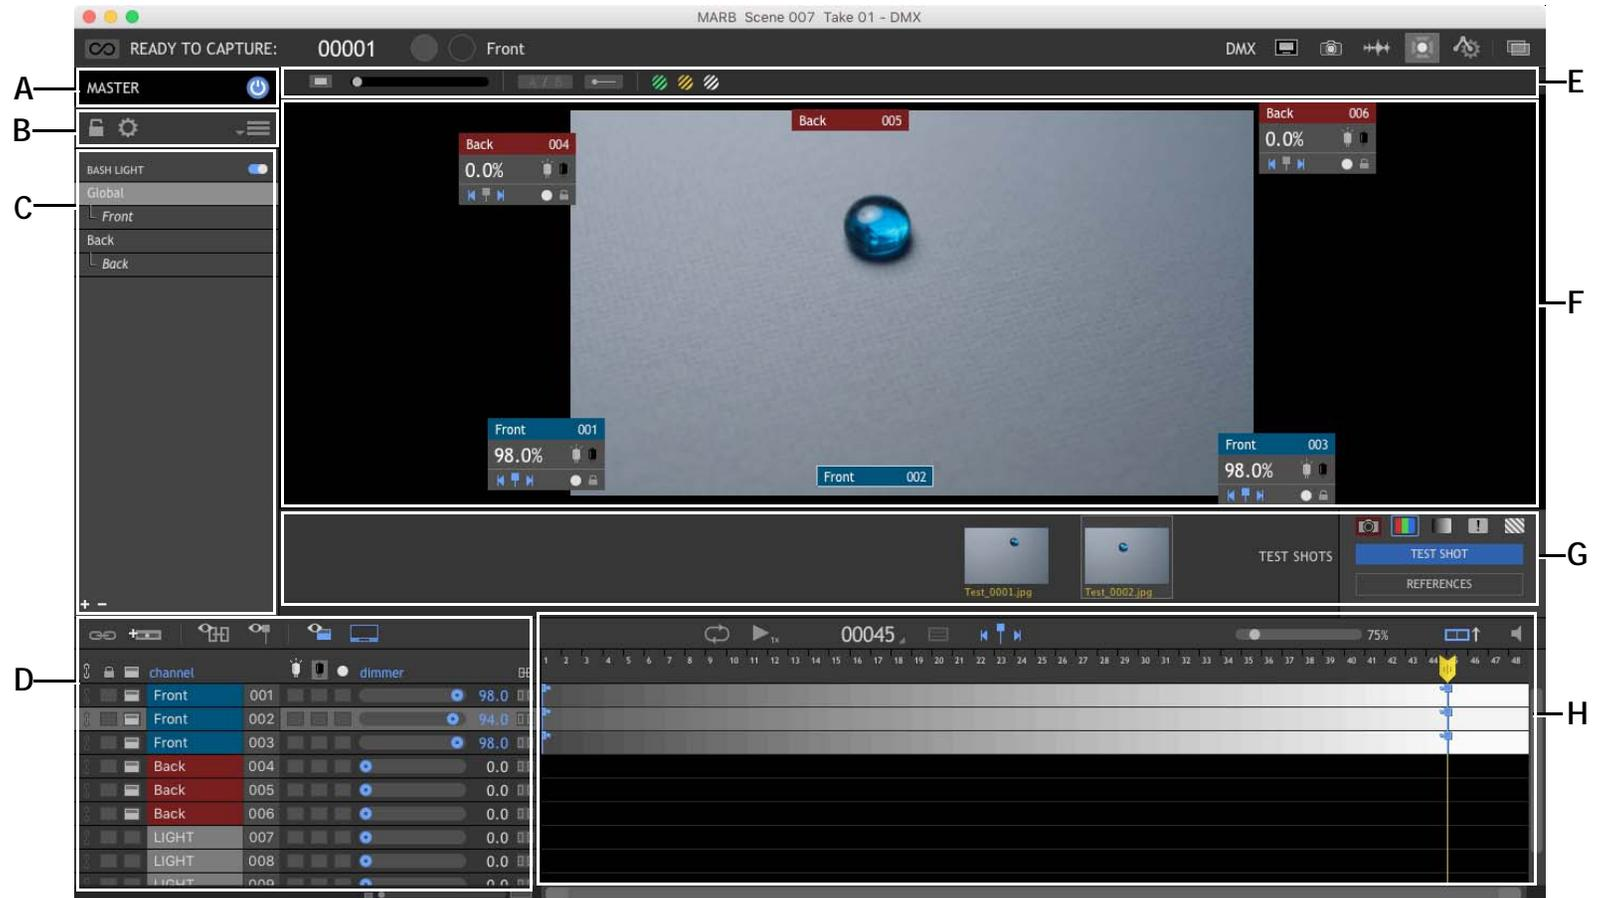 MARB Scene 007 Take 01 - DMX
READY TO CAPTURE: 00001 Front DMX
A MASTER A / B E
B
BASH LIGHT
Global
C Front
Back
Back
Back 004
0.0%
Back 005
Back 006
0.0%
F
Front 001
98.0%
Front 002
Front 003
98.0%
Test_0001.jpg Test_0002.jpg TEST SHOTS
!
TEST SHOT G
REFERENCES
+ −
1x 00045 75%
D channel dimmer
1 2 3 4 5 6 7 8 9 10 11 12 13 14 15 16 17 18 19 20 21 22 23 24 25 26 27 28 29 30 31 32 33 34 35 36 37 38 39 40 41 42 43 44 46 47 48
Front 001 98.0
Front 002 94.0 H
Front 003 98.0
Back 004 0.0
Back 005 0.0
Back 006 0.0
LIGHT 007 0.0
LIGHT 008 0.0
LIGHT 009 0.0